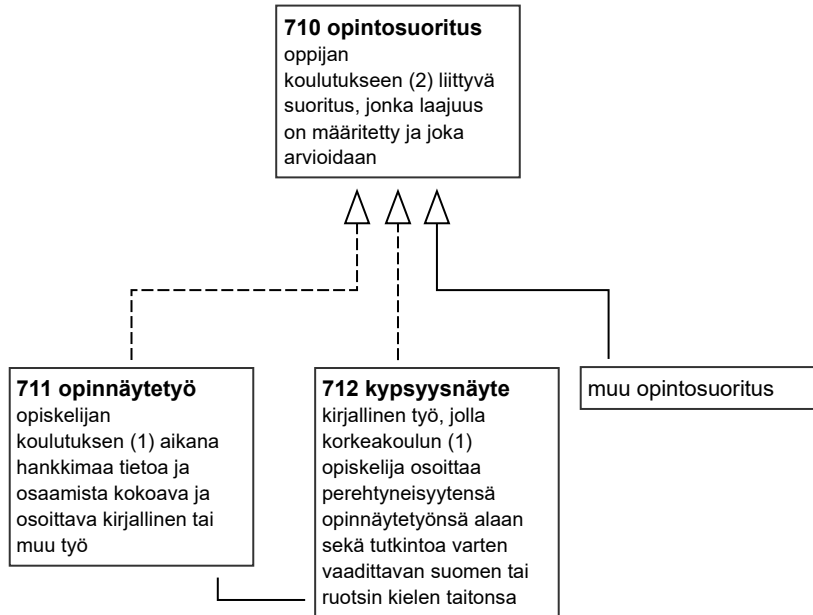 710 opintosuoritus
oppijan
koulutukseen (2) liittyvä
suoritus, jonka laajuus
on määritetty ja joka
arvioidaan
711 opinnäytetyö
opiskelijan
koulutuksen (1) aikana
hankkimaa tietoa ja
osaamista kokoava ja
osoittava kirjallinen tai
muu työ
712 kypsyysnäyte
kirjallinen työ, jolla
korkeakoulun (1)
opiskelija osoittaa
perehtyneisyytensä
opinnäytetyönsä alaan
sekä tutkintoa varten
vaadittavan suomen tai
ruotsin kielen taitonsa
muu opintosuoritus